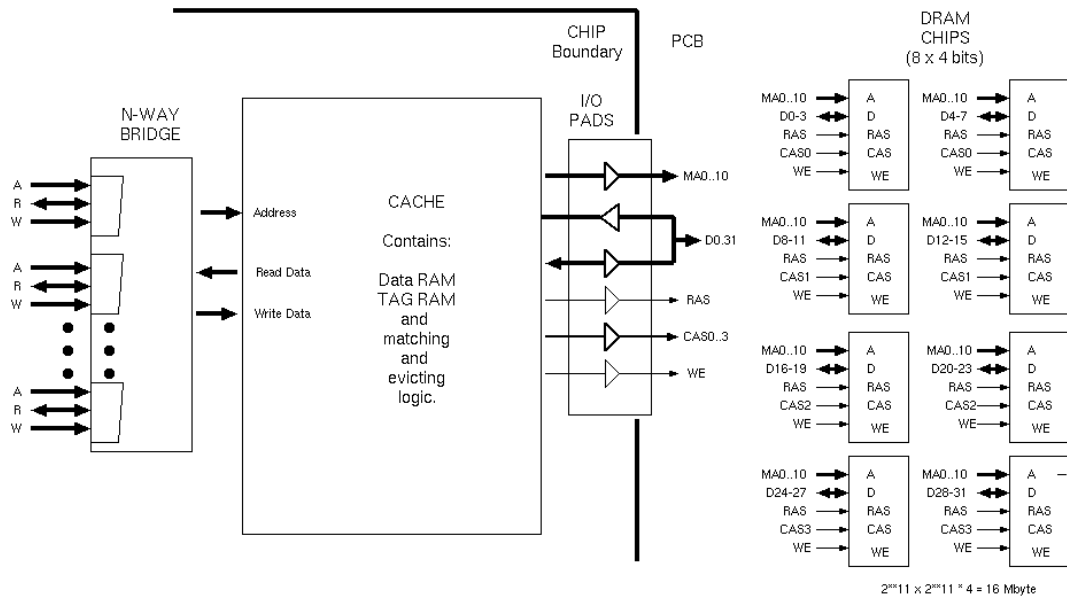 CHIP
Boundary
PCB
DRAM
CHIPS
(8 x 4 bits)
N-WAY
BRIDGE
I/O
PADS
A
R
W
A
R
W
A
R
W
Address
Read Data
Write Data
CACHE
Contains:
Data RAM
TAG RAM
and
matching
and
evicting
logic.
MA0..10
D0.31
RAS
CAS0..3
WE
MA0..10 A
D0-3 D
RAS RAS
CAS0 CAS
WE WE
MA0..10 A
D4-7 D
RAS RAS
CAS0 CAS
WE WE
MA0..10 A
D8-11 D
RAS RAS
CAS1 CAS
WE WE
MA0..10 A
D12-15 D
RAS RAS
CAS1 CAS
WE WE
MA0..10 A
D16-19 D
RAS RAS
CAS2 CAS
WE WE
MA0..10 A
D20-23 D
RAS RAS
CAS2 CAS
WE WE
MA0..10 A
D24-27 D
RAS RAS
CAS3 CAS
WE WE
MA0..10 A
D28-31 D
RAS RAS
CAS3 CAS
WE WE
2**11 x 2**11 * 4 = 16 Mbyte